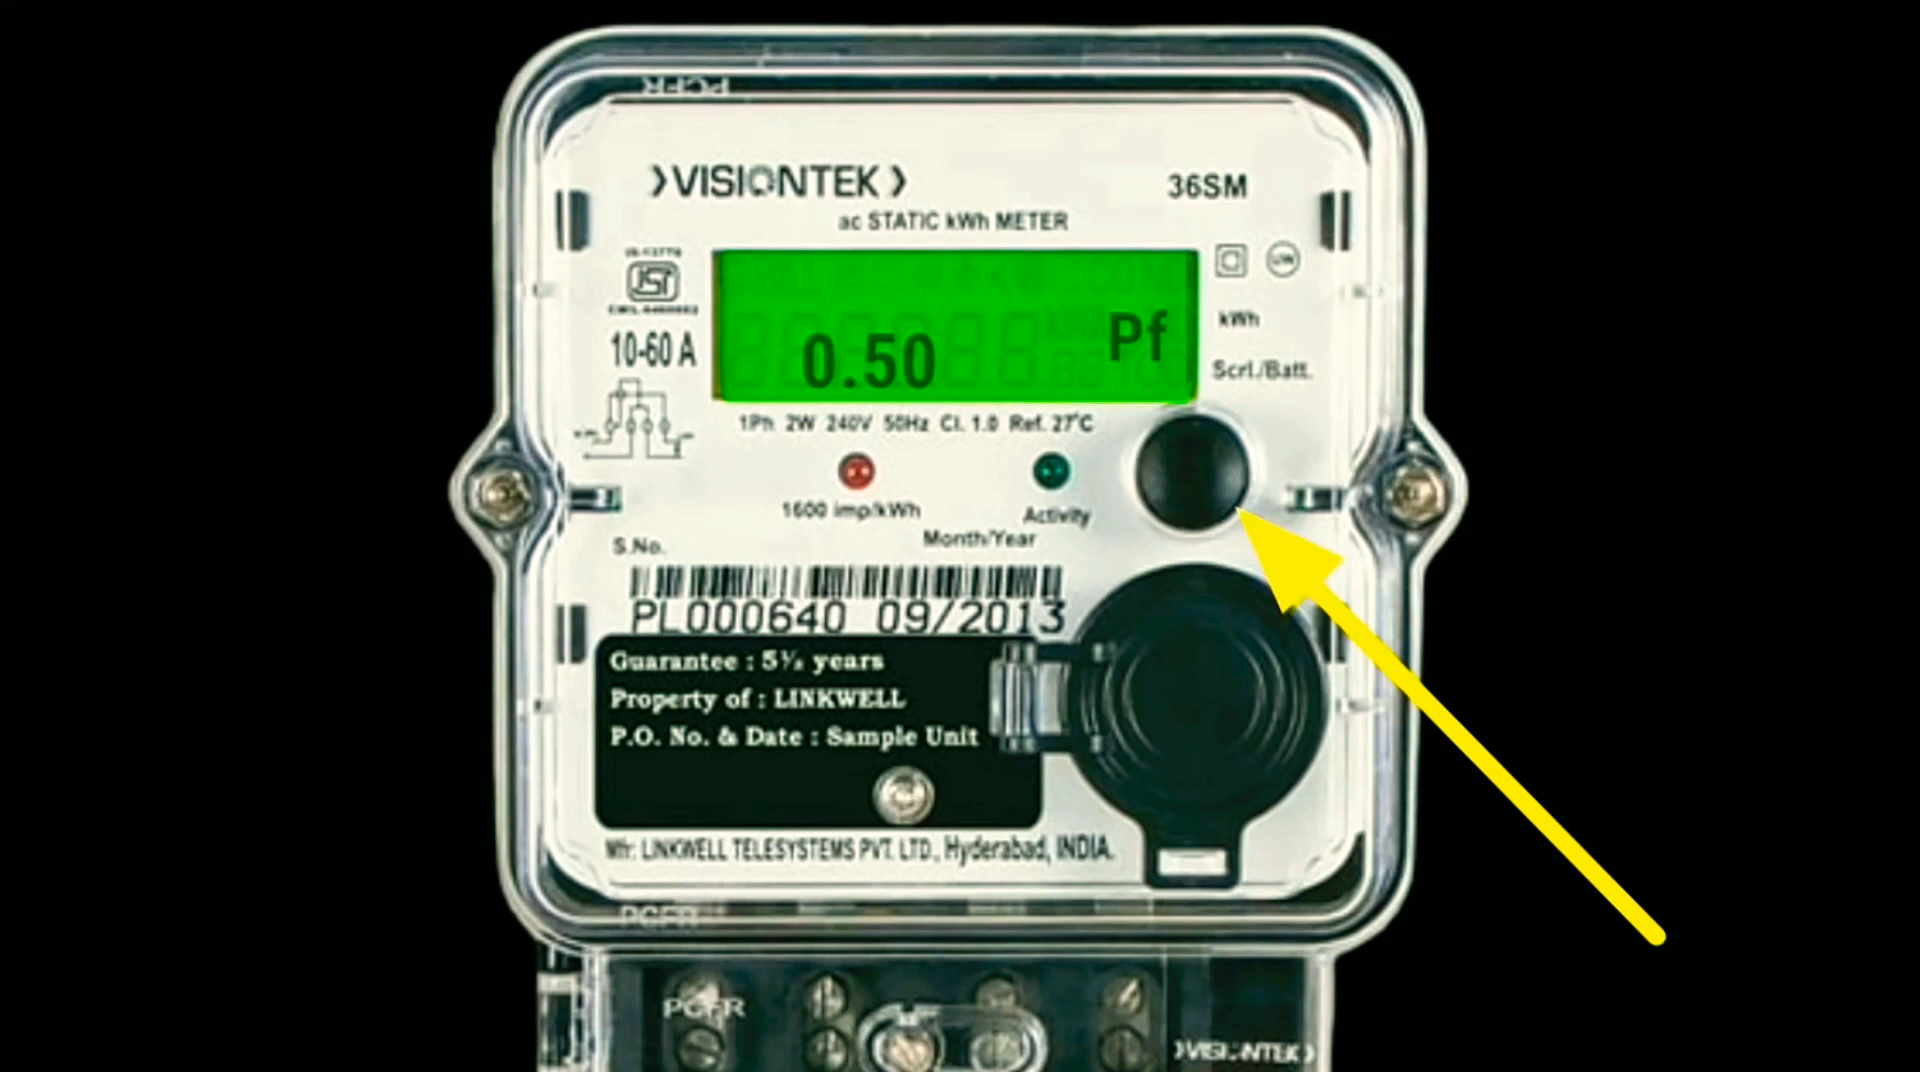 PCFR
❯VISIONTEK❯
36SM
ac STATIC kWh METER
ISI
UW
10-60 A
0.50 Pf
kWh
Scrl./Batt.
1Ph 2W 240V 50Hz Cl. 1.0 Ref. 27°C
1600 imp/kWh
Activity
Month/Year
S.No.
PL000640 09/2013
Guarantee : 5½ years
Property of : LINKWELL
P.O. No. & Date : Sample Unit
Mfr: LINKWELL TELESYSTEMS PVT. LTD., Hyderabad, INDIA.
PCFR
PCFR
❯VISIONTEK❯